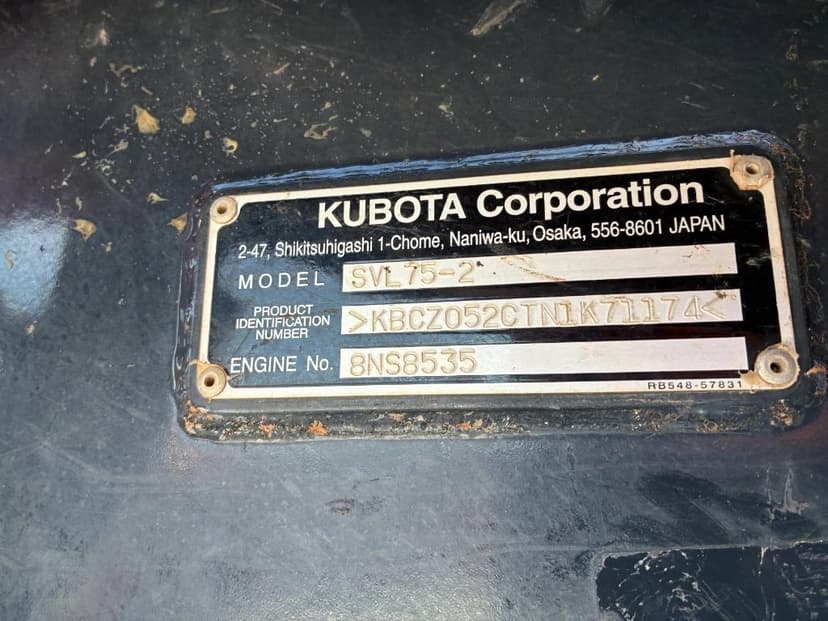 KUBOTA Corporation
2-47, Shikitsuhigashi 1-Chome, Naniwa-ku, Osaka, 556-8601 JAPAN
MODEL SVL75-2
PRODUCT IDENTIFICATION NUMBER >KBCZ052CTN1K71174<
ENGINE No. 8NS8535
RB548-57831